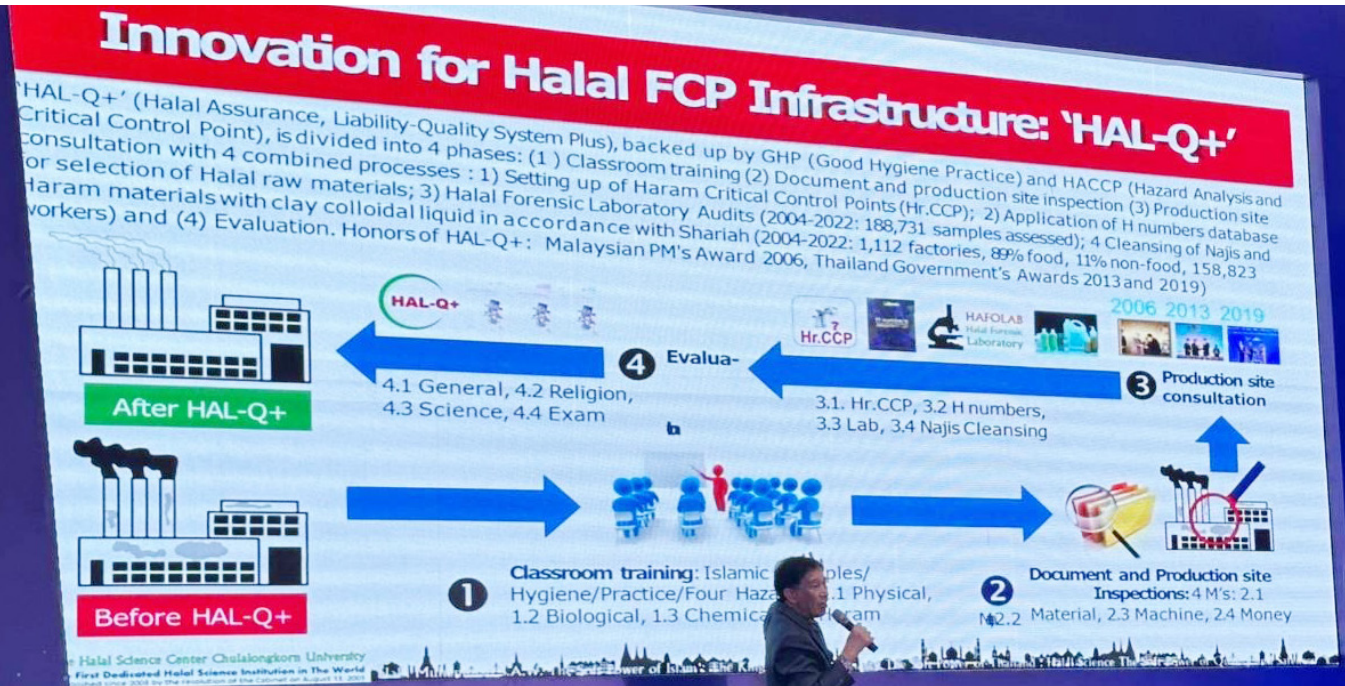 Innovation for Halal FCP Infrastructure: ‘HAL-Q+’
‘HAL-Q+’ (Halal Assurance, Liability-Quality System Plus), backed up by GHP (Good Hygiene Practice) and HACCP (Hazard Analysis and
Critical Control Point), is divided into 4 phases: (1 ) Classroom training (2) Document and production site inspection (3) Production site
consultation with 4 combined processes : 1) Setting up of Haram Critical Control Points (Hr.CCP); 2) Application of H numbers database
for selection of Halal raw materials; 3) Halal Forensic Laboratory Audits (2004-2022: 188,731 samples assessed); 4 Cleansing of Najis and
Haram materials with clay colloidal liquid in accordance with Shariah (2004-2022: 1,112 factories, 89% food, 11% non-food, 158,823
workers) and (4) Evaluation. Honors of HAL-Q+: Malaysian PM's Award 2006, Thailand Government's Awards 2013 and 2019)
HAL-Q+
?
Hr.CCP
HAFOLAB
Halal Forensic
Laboratory
2006 2013 2019
4 Evalua-
3 Production site
consultation
4.1 General, 4.2 Religion,
4.3 Science, 4.4 Exam
3.1. Hr.CCP, 3.2 H numbers,
3.3 Lab, 3.4 Najis Cleansing
After HAL-Q+
Before HAL-Q+
1 Classroom training: Islamic
Hygiene/Practice/Four .1 Physical,
1.2 Biological, 1.3
2 Document and Production site
Inspections: 4 M's: 2.1
2.2 Material, 2.3 Machine, 2.4 Money
Halal Science Center Chulalongkorn University
First Dedicated Halal Science Institution in The World